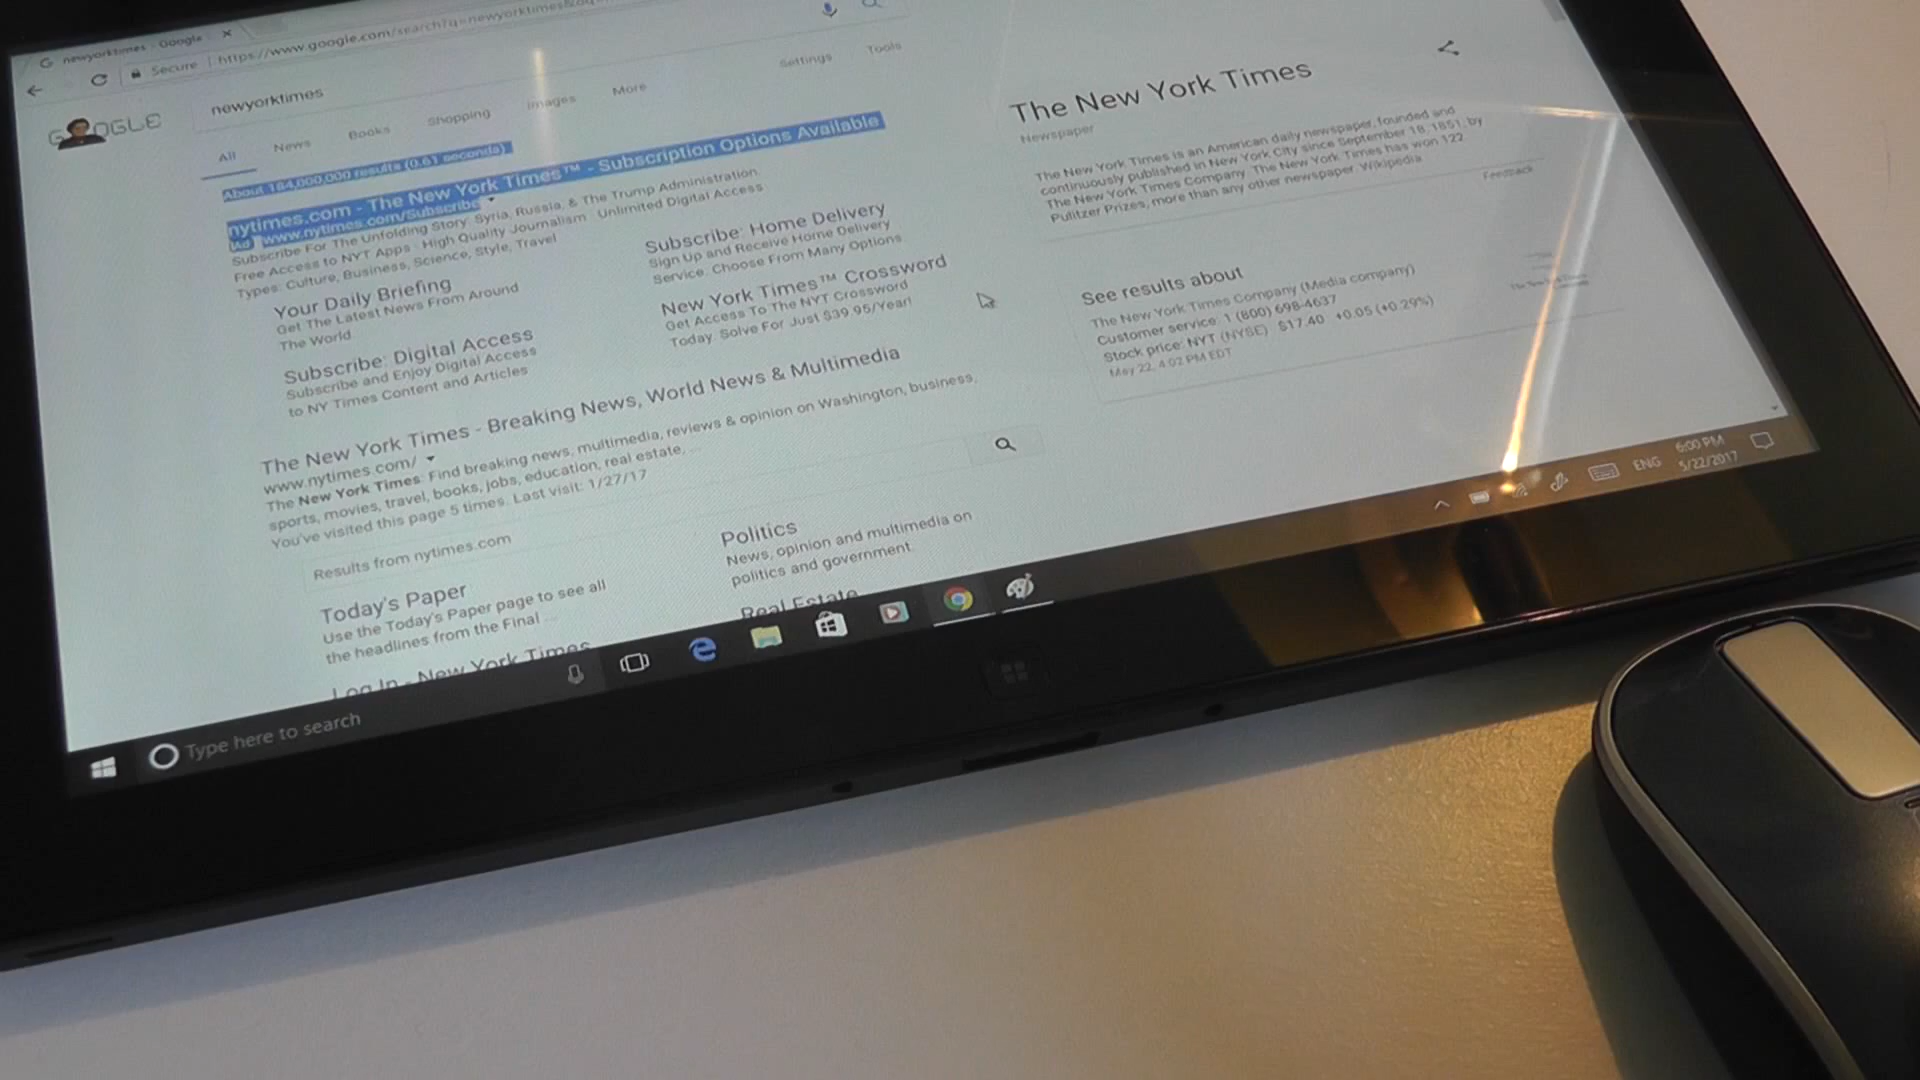 newyorktimes - Google
Secure | https://www.google.com/search?q=newyorktimes
GOOGLE
newyorktimes
All News Books Shopping Images More Settings Tools
About 184,000,000 results (0.61 seconds)
nytimes.com - The New York Times™ - Subscription Options Available
Ad www.nytimes.com/Subscribe
Subscribe For The Unfolding Story. Syria, Russia, & The Trump Administration.
Free Access to NYT Apps · High Quality Journalism · Unlimited Digital Access
Types: Culture, Business, Science, Style, Travel
Your Daily Briefing
Get The Latest News From Around
The World.
Subscribe: Home Delivery
Sign Up and Receive Home Delivery
Service. Choose From Many Options
Subscribe: Digital Access
Subscribe and Enjoy Digital Access
to NY Times Content and Articles
New York Times™ Crossword
Get Access To The NYT Crossword
Today. Solve For Just $39.95/Year!
The New York Times - Breaking News, World News & Multimedia
www.nytimes.com/
The New York Times: Find breaking news, multimedia, reviews & opinion on Washington, business,
sports, movies, travel, books, jobs, education, real estate, ...
You've visited this page 5 times. Last visit: 1/27/17
Results from nytimes.com
Today's Paper
Use the Today's Paper page to see all
the headlines from the Final ...
Politics
News, opinion and multimedia on
politics and government.
Log In - New York Times
Real Estate
The New York Times
Newspaper
The New York Times is an American daily newspaper, founded and
continuously published in New York City since September 18, 1851, by
The New York Times Company. The New York Times has won 122
Pulitzer Prizes, more than any other newspaper. Wikipedia
Feedback
See results about
The New York Times Company (Media company)
Customer service: 1 (800) 698-4637
Stock price: NYT (NYSE) $17.40 +0.05 (+0.29%)
May 22, 4:02 PM EDT
Type here to search
ENG
6:00 PM
5/22/2017